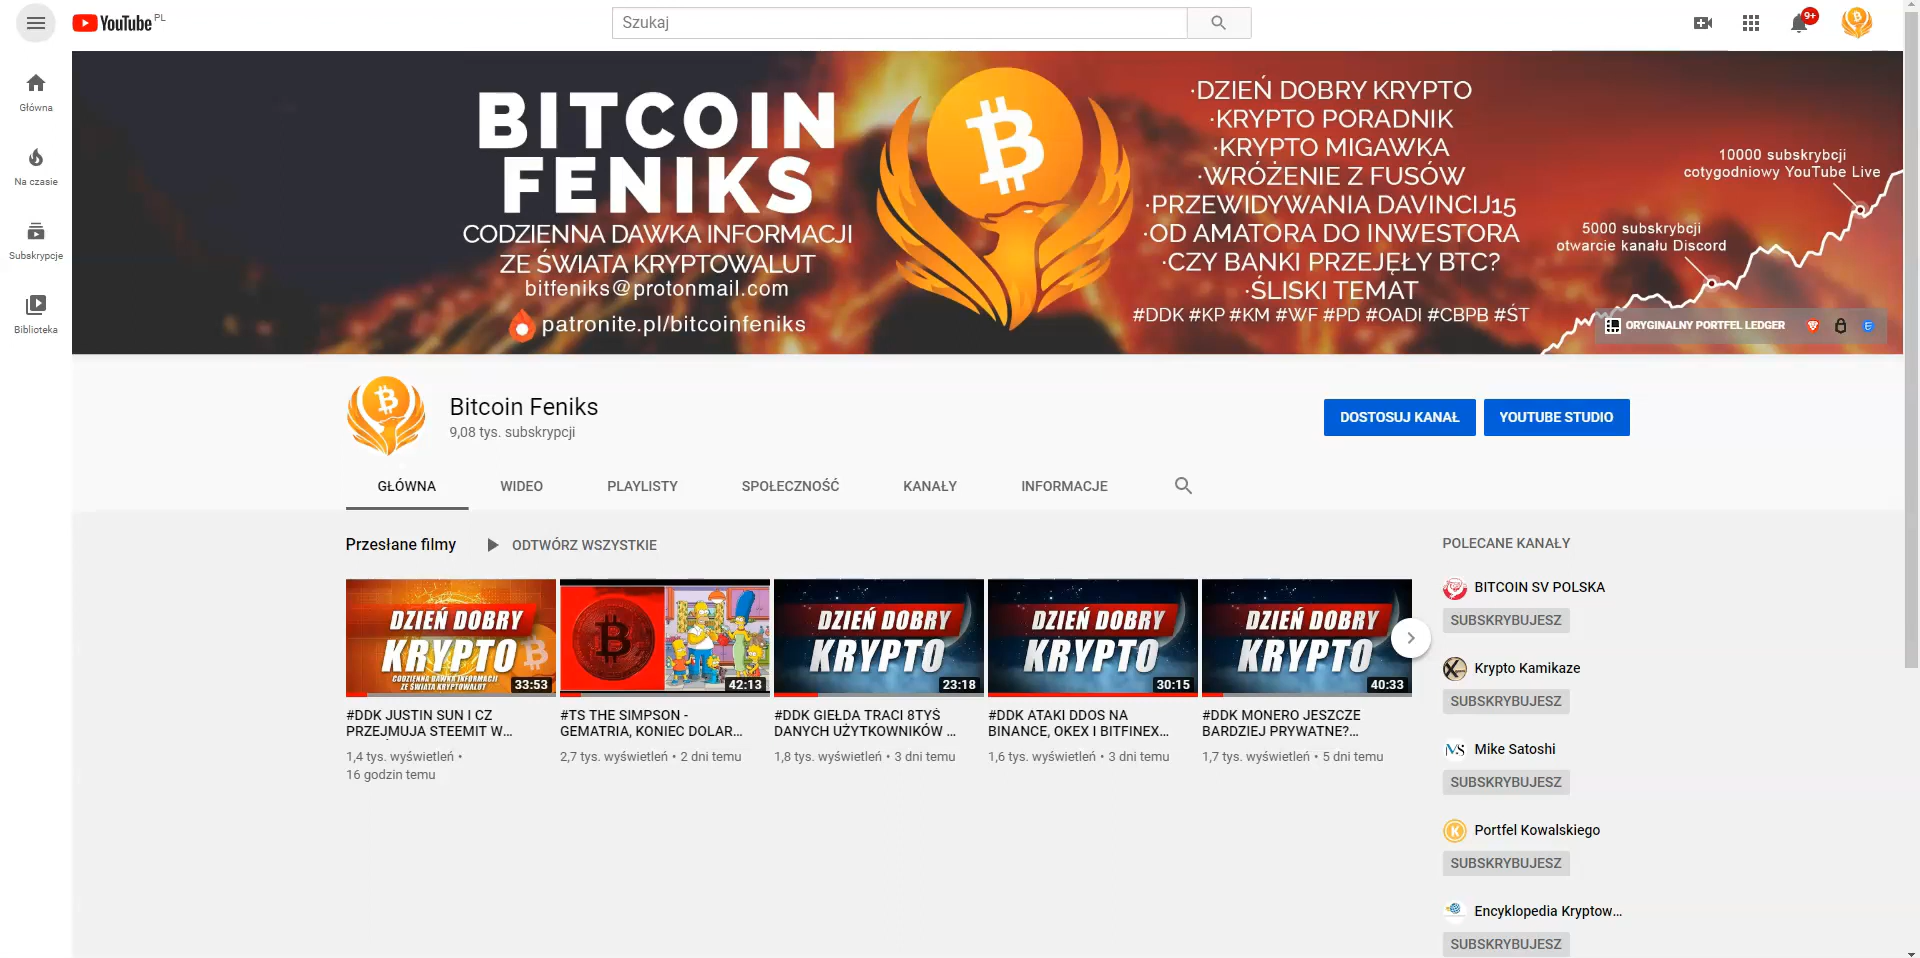 YouTube PL
Szukaj
9+
Główna
Na czasie
Subskrypcje
Biblioteka
BITCOIN
FENIKS
CODZIENNA DAWKA INFORMACJI
ZE ŚWIATA KRYPTOWALUT
bitfeniks@protonmail.com
patronite.pl/bitcoinfeniks
·DZIEŃ DOBRY KRYPTO
·KRYPTO PORADNIK
·KRYPTO MIGAWKA
·WRÓŻENIE Z FUSÓW
·PRZEWIDYWANIA DAVINCIJ15
·OD AMATORA DO INWESTORA
·CZY BANKI PRZEJĘŁY BTC?
·ŚLISKI TEMAT
#DDK #KP #KM #WF #PD #OADI #CBPB #ŚT
10000 subskrybcji
cotygodniowy YouTube Live
5000 subskrybcji
otwarcie kanału Discord
ORYGINALNY PORTFEL LEDGER
Bitcoin Feniks
9,08 tys. subskrypcji
DOSTOSUJ KANAŁ
YOUTUBE STUDIO
GŁÓWNA
WIDEO
PLAYLISTY
SPOŁECZNOŚĆ
KANAŁY
INFORMACJE
Przesłane filmy
ODTWÓRZ WSZYSTKIE
DZIEŃ DOBRY
KRYPTO
CODZIENNA DAWKA INFORMACJI
ZE ŚWIATA KRYPTOWALUT
33:53
#DDK JUSTIN SUN I CZ
PRZEJMUJA STEEMIT W...
1,4 tys. wyświetleń •
16 godzin temu
42:13
#TS THE SIMPSON -
GEMATRIA, KONIEC DOLAR...
2,7 tys. wyświetleń • 2 dni temu
DZIEŃ DOBRY
KRYPTO
23:18
#DDK GIEŁDA TRACI 8TYŚ
DANYCH UŻYTKOWNIKÓW ...
1,8 tys. wyświetleń • 3 dni temu
DZIEŃ DOBRY
KRYPTO
30:15
#DDK ATAKI DDOS NA
BINANCE, OKEX I BITFINEX...
1,6 tys. wyświetleń • 3 dni temu
DZIEŃ DOBRY
KRYPTO
40:33
#DDK MONERO JESZCZE
BARDZIEJ PRYWATNE?...
1,7 tys. wyświetleń • 5 dni temu
POLECANE KANAŁY
BITCOIN SV POLSKA
SUBSKRYBUJESZ
Krypto Kamikaze
SUBSKRYBUJESZ
Mike Satoshi
SUBSKRYBUJESZ
Portfel Kowalskiego
SUBSKRYBUJESZ
Encyklopedia Kryptow...
SUBSKRYBUJESZ